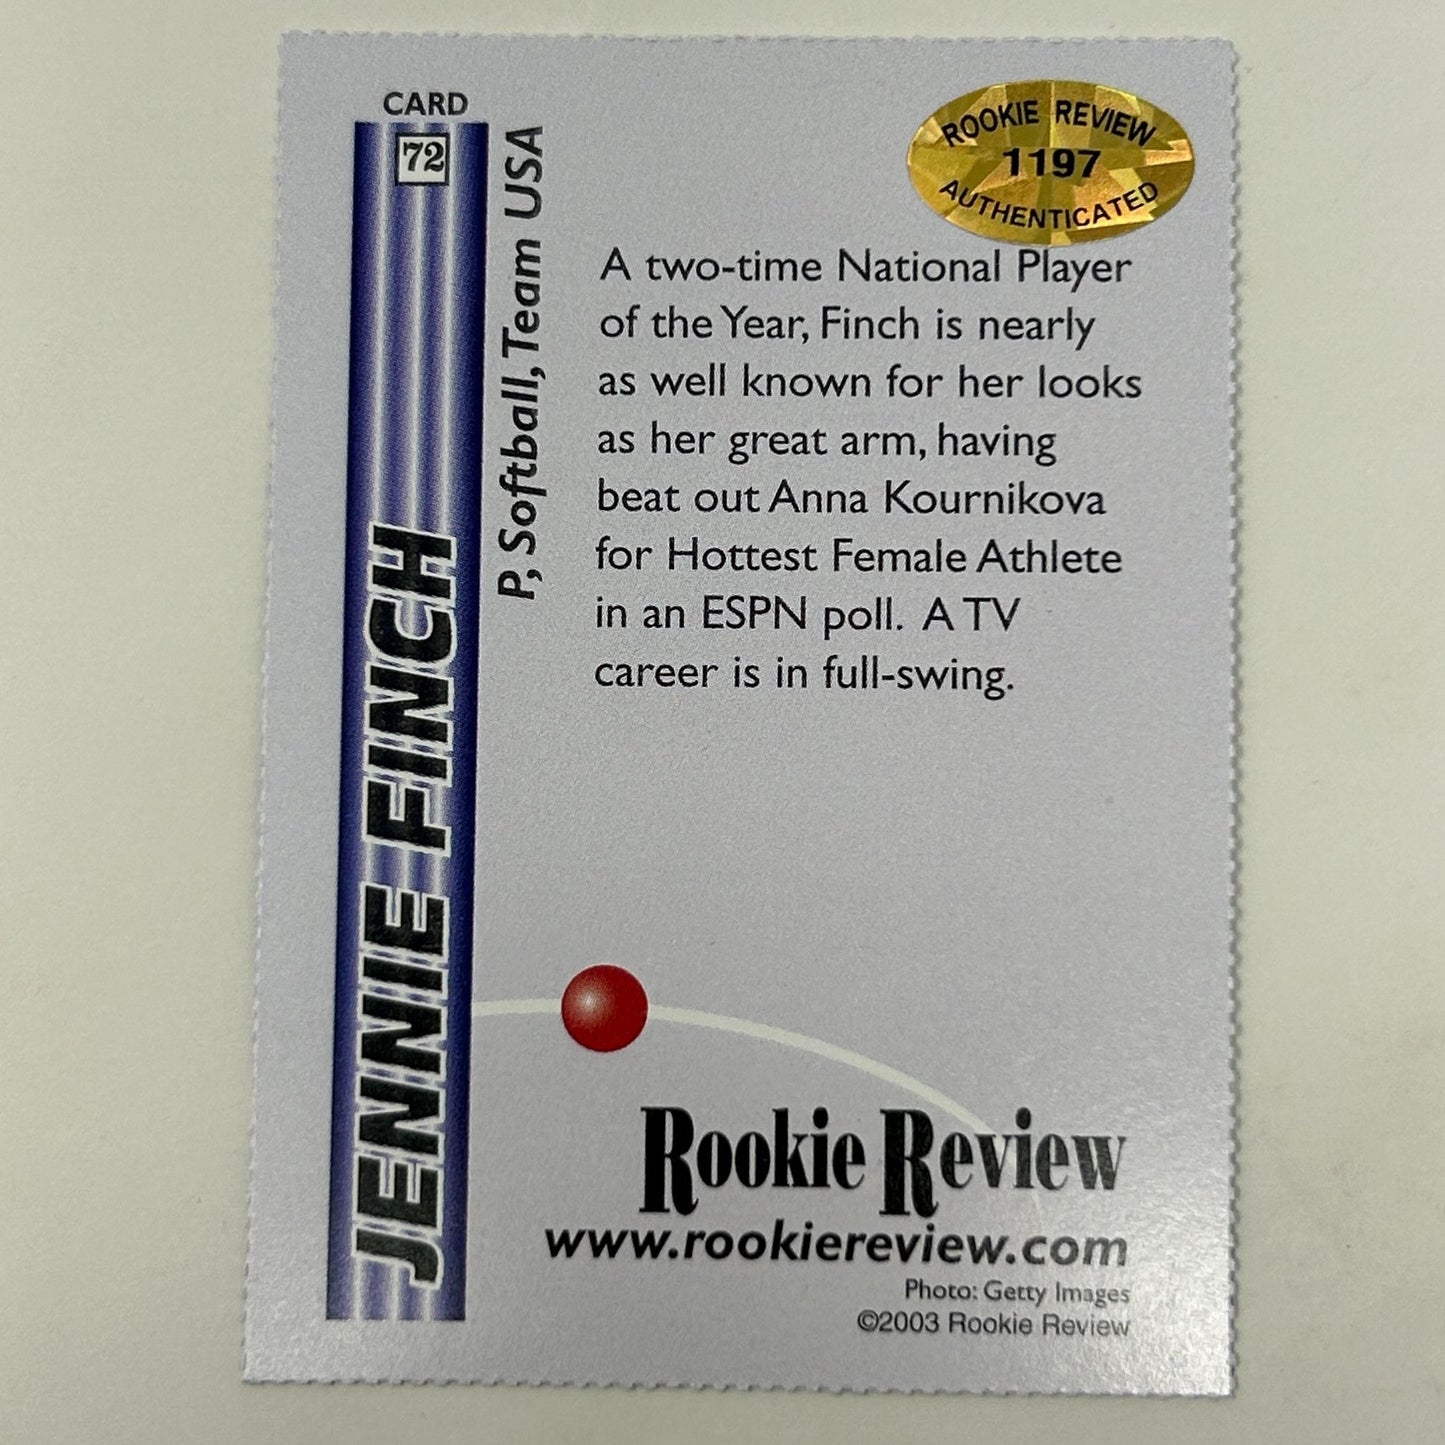 CARD
72
JENNIE FINCH
P, Softball, Team USA
ROOKIE REVIEW
1197
AUTHENTICATED
A two-time National Player
of the Year, Finch is nearly
as well known for her looks
as her great arm, having
beat out Anna Kournikova
for Hottest Female Athlete
in an ESPN poll. A TV
career is in full-swing.
Rookie Review
www.rookiereview.com
Photo: Getty Images
©2003 Rookie Review